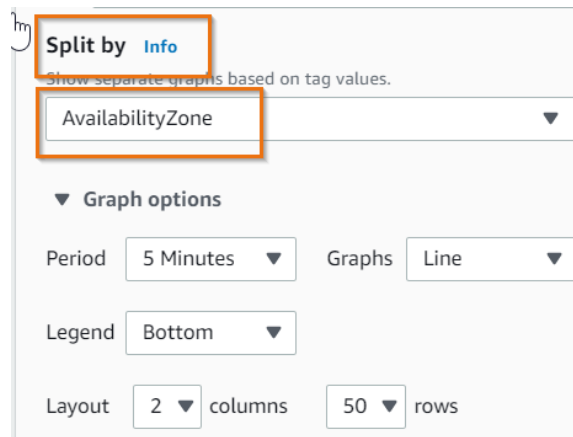 Split by Info
Show separate graphs based on tag values.
AvailabilityZone
Graph options
Period 5 Minutes Graphs Line
Legend Bottom
Layout 2 columns 50 rows